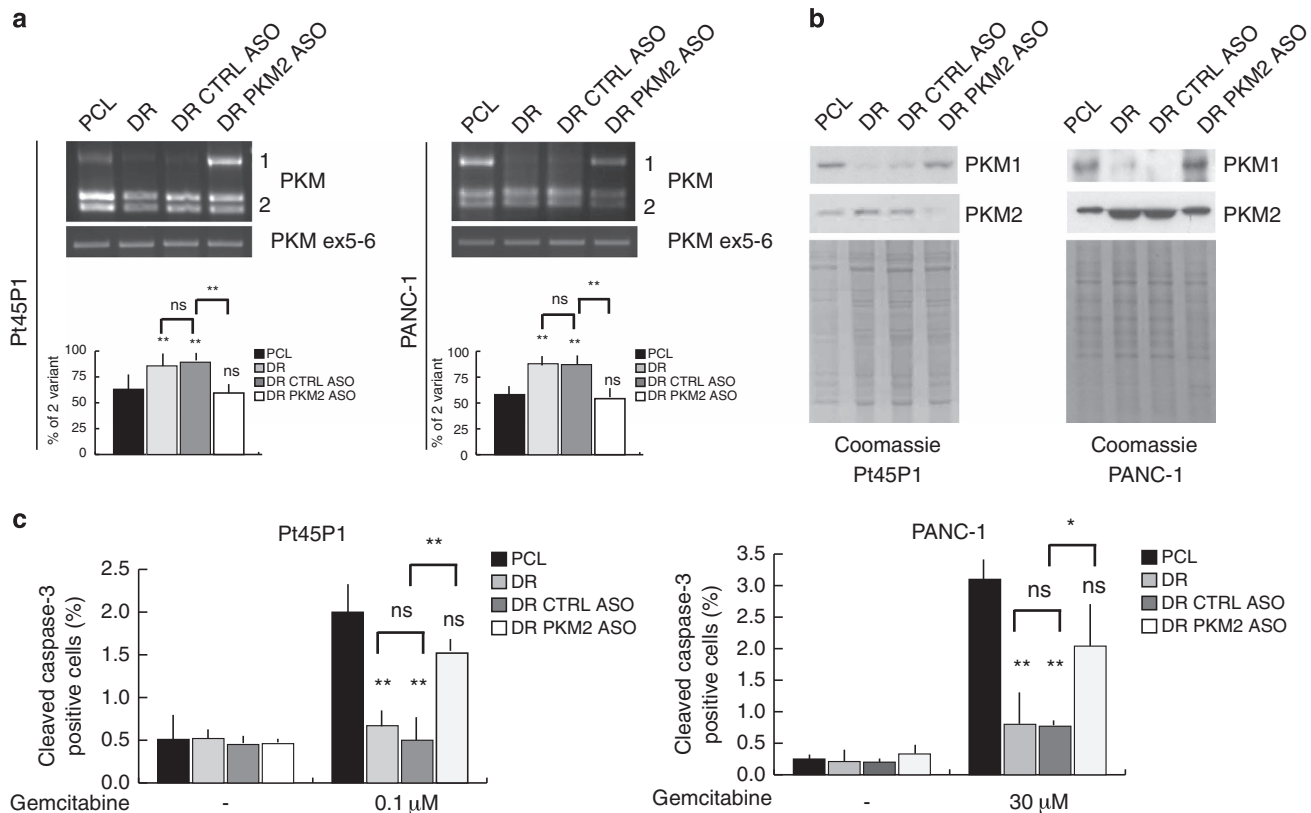 a
PCL
DR
DR CTRL ASO
DR PKM2 ASO
Pt45P1
1
PKM
2
PKM ex5-6
**
ns
**
**
ns
% of 2 variant
100
75
50
25
0
PCL
DR
DR CTRL ASO
DR PKM2 ASO
PCL
DR
DR CTRL ASO
DR PKM2 ASO
PANC-1
1
PKM
2
PKM ex5-6
**
ns
**
**
ns
% of 2 variant
100
75
50
25
0
PCL
DR
DR CTRL ASO
DR PKM2 ASO
b
PCL
DR
DR CTRL ASO
DR PKM2 ASO
PKM1
PKM2
Coomassie
Pt45P1
PCL
DR
DR CTRL ASO
DR PKM2 ASO
PKM1
PKM2
Coomassie
PANC-1
c
Pt45P1
**
ns
ns
** **
Cleaved caspase-3
positive cells (%)
2.5
2.0
1.5
1.0
0.5
0.0
PCL
DR
DR CTRL ASO
DR PKM2 ASO
Gemcitabine - 0.1 μM
PANC-1
*
ns
ns
** **
Cleaved caspase-3
positive cells (%)
3.5
3.0
2.5
2.0
1.5
1.0
0.5
0.0
PCL
DR
DR CTRL ASO
DR PKM2 ASO
Gemcitabine - 30 μM